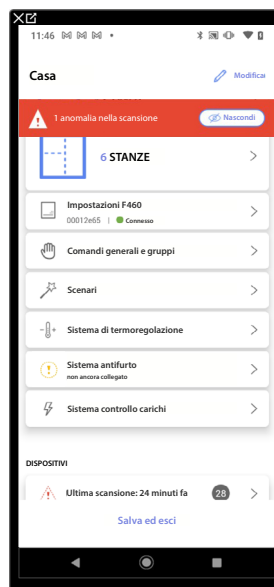 11:46
Casa
Modificar
1 anomalia nella scansione
Nascondi
6 STANZE
Impostazioni F460
00012e65 | Connesso
Comandi generali e gruppi
Scenari
Sistema di termoregolazione
Sistema antifurto
non ancora collegato
Sistema controllo carichi
DISPOSITIVI
Ultima scansione: 24 minuti fa
28
Salva ed esci